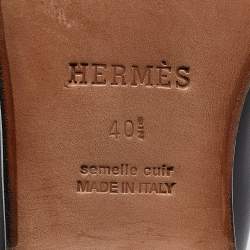 HERMÈS
40
semelle cuir
MADE IN ITALY